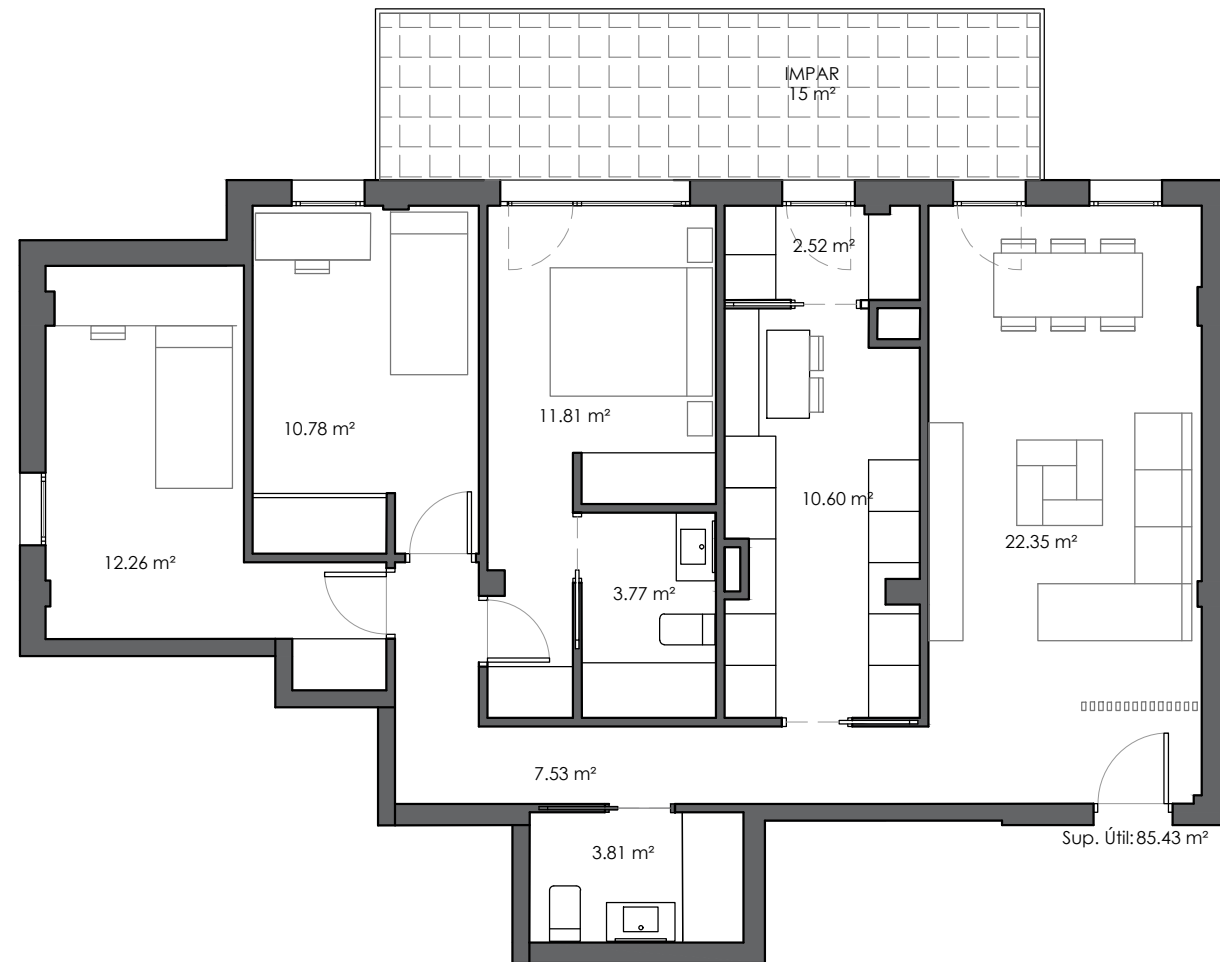 IMPAR
15 m²
2.52 m²
10.78 m²
11.81 m²
10.60 m²
22.35 m²
12.26 m²
3.77 m²
7.53 m²
3.81 m²
Sup. Útil:85.43 m²